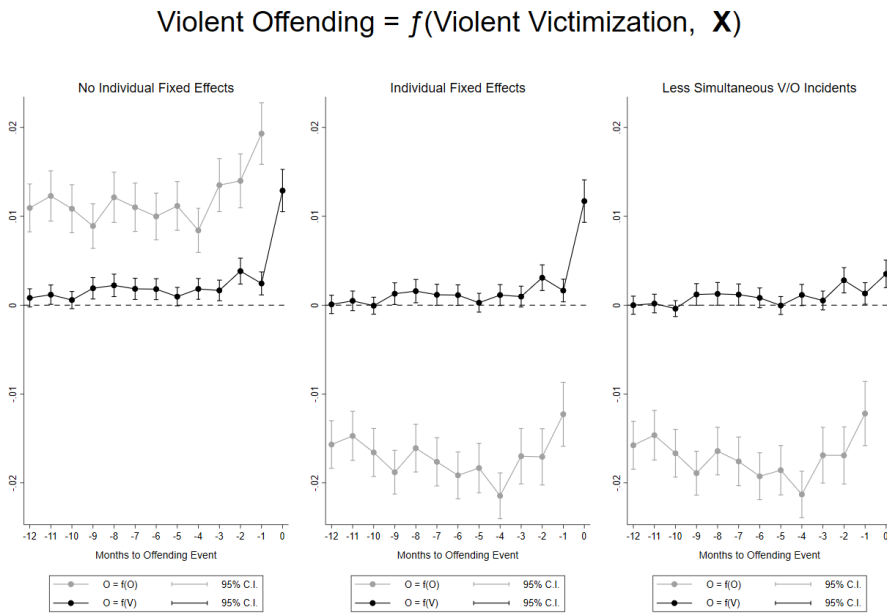 Violent Offending = ƒ(Violent Victimization, X)
No Individual Fixed Effects
.02
.01
0
-.01
-.02
-12 -11 -10 -9 -8 -7 -6 -5 -4 -3 -2 -1 0
Months to Offending Event
O = f(O) 95% C.I.
O = f(V) 95% C.I.
Individual Fixed Effects
.02
.01
0
-.01
-.02
-12 -11 -10 -9 -8 -7 -6 -5 -4 -3 -2 -1 0
Months to Offending Event
O = f(O) 95% C.I.
O = f(V) 95% C.I.
Less Simultaneous V/O Incidents
.02
.01
0
-.01
-.02
-12 -11 -10 -9 -8 -7 -6 -5 -4 -3 -2 -1 0
Months to Offending Event
O = f(O) 95% C.I.
O = f(V) 95% C.I.